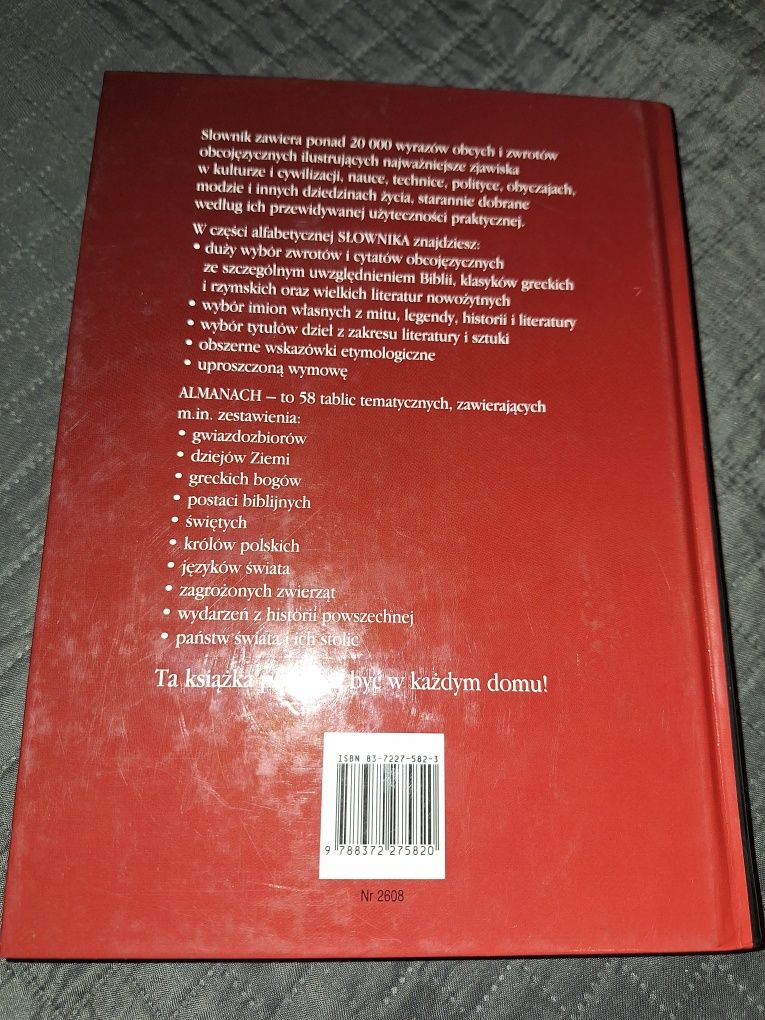 Słownik zawiera ponad 20 000 wyrazów obcych i zwrotów
obcojęzycznych ilustrujących najważniejsze zjawiska
w kulturze i cywilizacji, nauce, technice, polityce, obyczajach,
modzie i innych dziedzinach życia, starannie dobrane
według ich przewidywanej użyteczności praktycznej.
W części alfabetycznej SŁOWNIKA znajdziesz:
• duży wybór zwrotów i cytatów obcojęzycznych
ze szczególnym uwzględnieniem Biblii, klasyków greckich
i rzymskich oraz wielkich literatur nowożytnych
• wybór imion własnych z mitu, legendy, historii i literatury
• wybór tytułów dzieł z zakresu literatury i sztuki
• obszerne wskazówki etymologiczne
• uproszczoną wymowę
ALMANACH – to 58 tablic tematycznych, zawierających
m.in. zestawienia:
• gwiazdozbiorów
• dziejów Ziemi
• greckich bogów
• postaci biblijnych
• świętych
• królów polskich
• języków świata
• zagrożonych zwierząt
• wydarzeń z historii powszechnej
• państw świata i ich stolic
Ta książka być w każdym domu!
ISBN 83-7227-582-3
9 788372 275820
Nr 2608